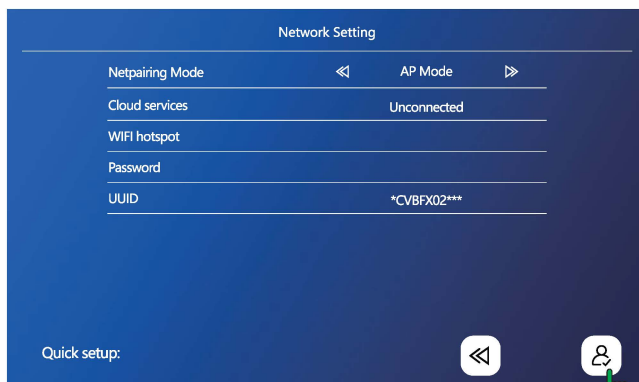 Network Setting
Netpairing Mode AP Mode
Cloud services Unconnected
WIFI hotspot
Password
UUID *CVBFX02***
Quick setup: